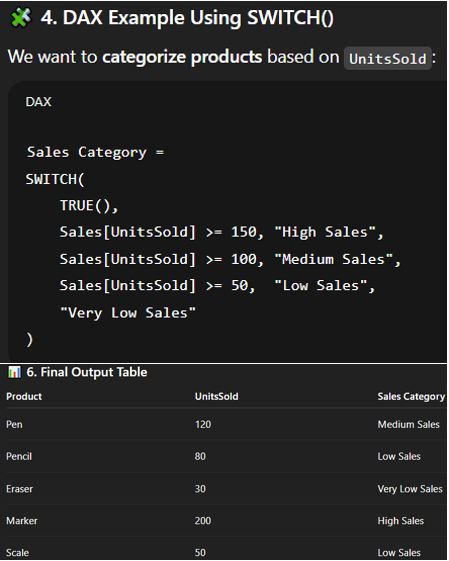 🧩 4. DAX Example Using SWITCH()
We want to categorize products based on UnitsSold:
DAX
Sales Category =
SWITCH(
    TRUE(),
    Sales[UnitsSold] >= 150, "High Sales",
    Sales[UnitsSold] >= 100, "Medium Sales",
    Sales[UnitsSold] >= 50,  "Low Sales",
    "Very Low Sales"
)
📊 6. Final Output Table
Product UnitsSold Sales Category
Pen 120 Medium Sales
Pencil 80 Low Sales
Eraser 30 Very Low Sales
Marker 200 High Sales
Scale 50 Low Sales